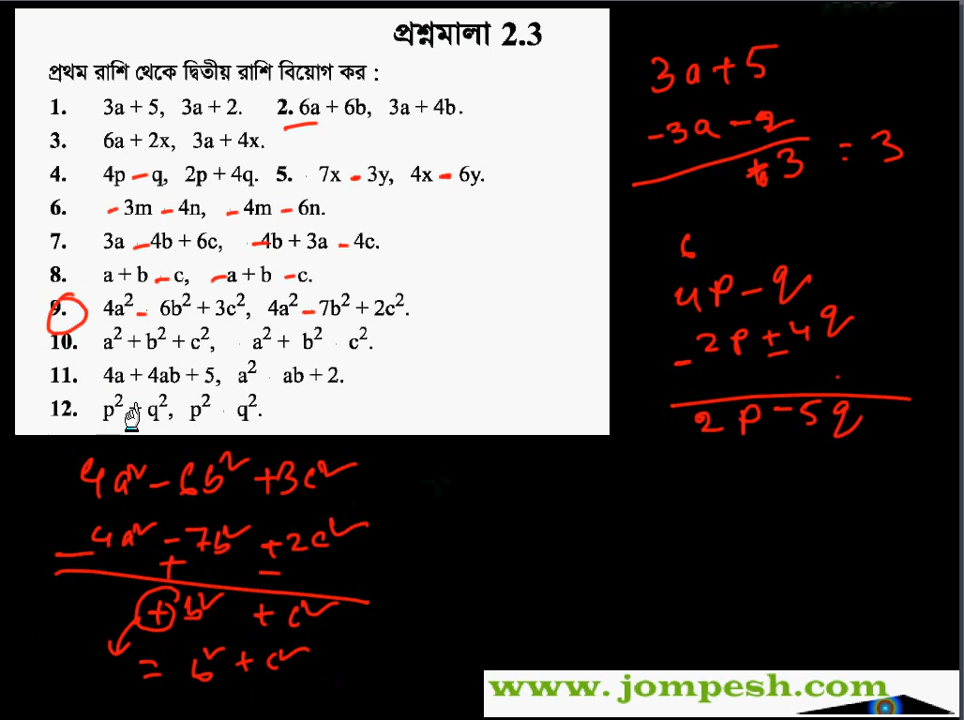 প্রশ্নমালা 2.3
প্রথম রাশি থেকে দ্বিতীয় রাশি বিয়োগ কর :
1. 3a + 5, 3a + 2. 2. 6a + 6b, 3a + 4b.
3. 6a + 2x, 3a + 4x.
4. 4p - q, 2p + 4q. 5. 7x - 3y, 4x - 6y.
6. - 3m - 4n, - 4m - 6n.
7. 3a - 4b + 6c, - 4b + 3a - 4c.
8. a + b - c, - a + b - c.
9. 4a² - 6b² + 3c², 4a² - 7b² + 2c².
10. a² + b² + c², a² + b² c².
11. 4a + 4ab + 5, a² ab + 2.
12. p² + q², p² q².
3a + 5
- 3a - 2
+3 = 3
6
4p - q
- 2p ± 4q
2p - 5q
4a² - 6b² + 3c²
- 4a² - 7b² + 2c²
+ -
+ b² + c²
= b² + c²
www. jompesh.com